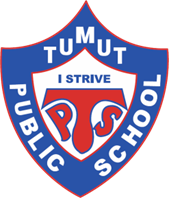 TUMUT
PUBLIC SCHOOL
I STRIVE
PTS